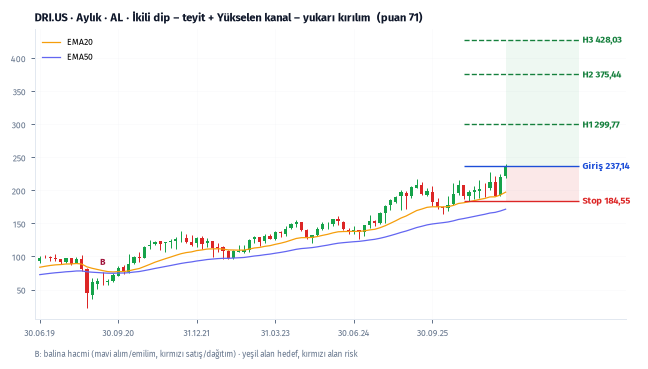 DRI.US · Aylık · AL · İkili dip – teyit + Yükselen kanal – yukarı kırılım (puan 71)
EMA20
EMA50
H3 428,03
H2 375,44
H1 299,77
Giriş 237,14
Stop 184,55
400
350
300
250
200
150
100
50
B
30.06.19
30.09.20
31.12.21
31.03.23
30.06.24
30.09.25
B: balina hacmi (mavi alım/emilim, kırmızı satış/dağıtım) · yeşil alan hedef, kırmızı alan risk